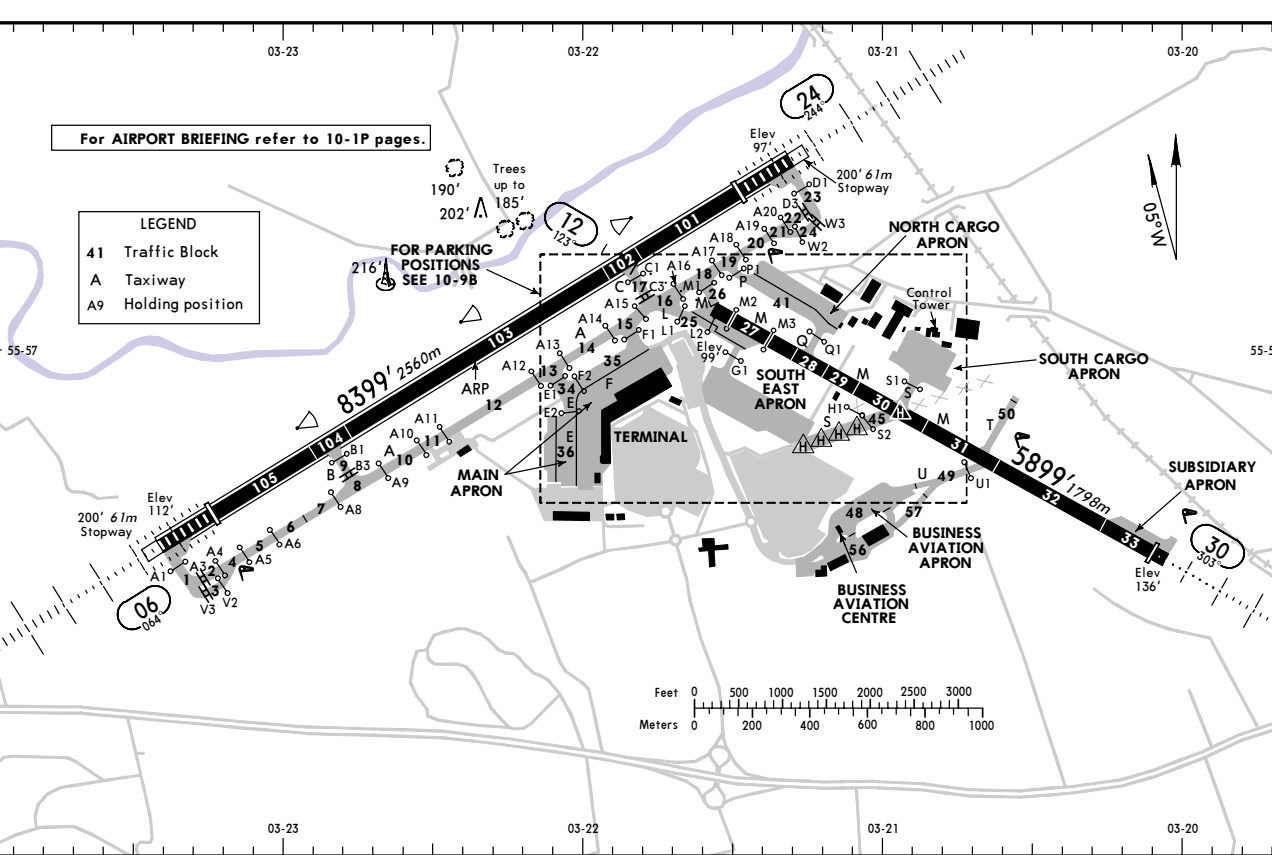 03-23
03-22
03-21
03-20
24
244°
For AIRPORT BRIEFING refer to 10-1P pages.
Elev
97'
200' 61m
Stopway
Trees
up to
185'
190'
202'
LEGEND
41 Traffic Block
A Taxiway
A9 Holding position
12
123°
FOR PARKING
POSITIONS
SEE 10-9B
216'
05°W
D1
D3
23
A20
22
W3
A19
21
24
W2
A18
20
A17
19
P1
P
18
A16
C1
C
17
C3
M1
M
26
16
A15
L
25
L1
L2
M2
M
27
M3
41
NORTH CARGO
APRON
Control
Tower
Q
Q1
SOUTH CARGO
APRON
101
102
103
104
105
8399' 2560m
ARP
A14
A
14
15
F1
35
F
A13
13
A12
E1
34
F2
E2
E
E
36
12
A11
A10
11
10
A
A9
B1
B
9
B3
8
A8
7
6
A6
5
A5
4
A4
A3
2
3
1
A1
V3
V2
Elev
112'
200' 61m
Stopway
06
064°
Elev
99'
G1
SOUTH
EAST
APRON
28
29
M
30
S1
S
H1
S
45
S2
H
H
H
H
H
M
31
T
50
5899' 1798m
32
33
U
49
U1
57
48
56
TERMINAL
MAIN
APRON
SUBSIDIARY
APRON
BUSINESS
AVIATION
APRON
BUSINESS
AVIATION
CENTRE
30
303°
Elev
136'
55-57
55-5
Feet 0 500 1000 1500 2000 2500 3000
Meters 0 200 400 600 800 1000
03-23
03-22
03-21
03-20